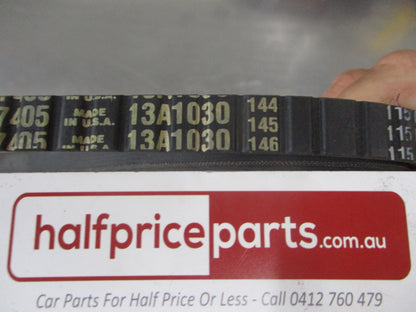 7405 MADE IN U.S.A. 13A1030 144
145
7405 MADE IN U.S.A. 13A1030 146
halfpriceparts.com.au
Car Parts For Half Price Or Less - Call 0412 760 479